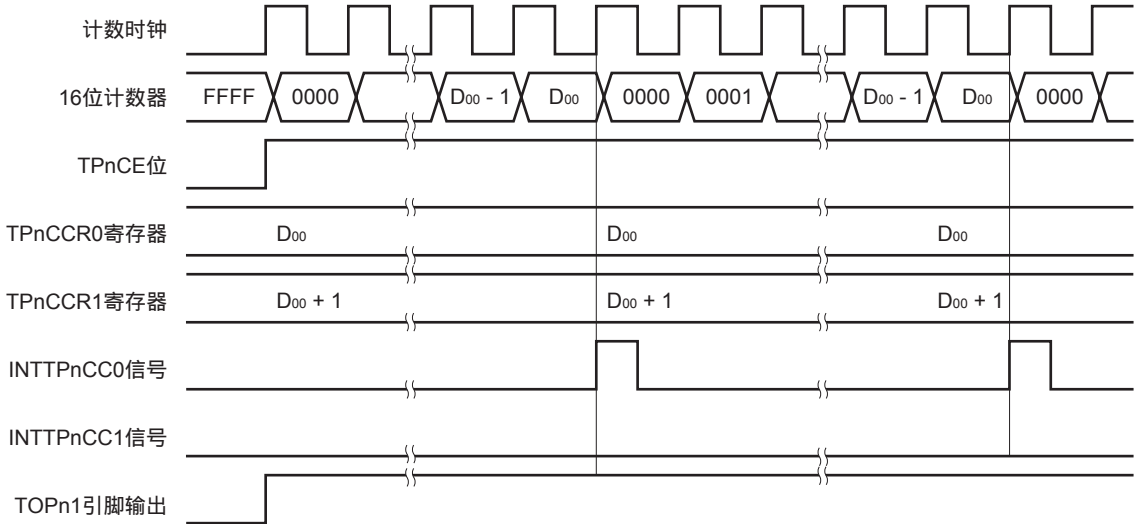 计数时钟
16位计数器 FFFF 0000 D00 - 1 D00 0000 0001 D00 - 1 D00 0000
TPnCE位
TPnCCR0寄存器 D00 D00 D00
TPnCCR1寄存器 D00 + 1 D00 + 1 D00 + 1
INTTPnCC0信号
INTTPnCC1信号
TOPn1引脚输出